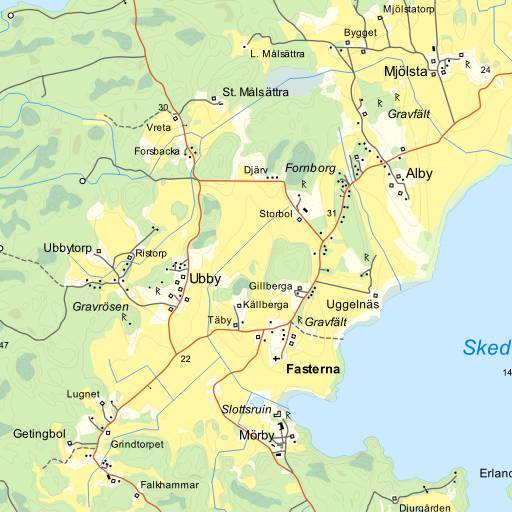 Mjölstatorp
Bygget
L. Målsättra
Mjölsta
24
St. Målsättra
30
R
Gravfält
Vreta
Forsbacka
Djärv
Fornborg
Alby
R
R
Storbol
31
Ubbytorp
Ristorp
R
R
Ubby
Gillberga
Gravrösen
R
Källberga
Uggelnäs
Täby
R
Gravfält
47
Sked
22
Fasterna
14
Lugnet
Slottsruin
Getingbol
Mörby
Grindtorpet
Falkhammar
Erlan
Djurgården